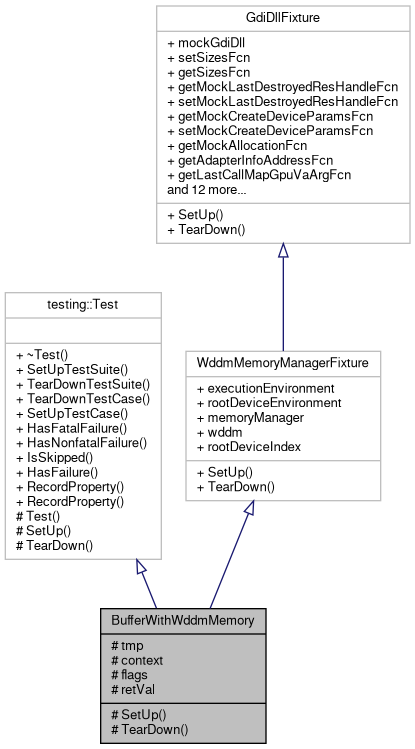 GdiDllFixture
+ mockGdiDll
+ setSizesFcn
+ getSizesFcn
+ getMockLastDestroyedResHandleFcn
+ setMockLastDestroyedResHandleFcn
+ getMockCreateDeviceParamsFcn
+ setMockCreateDeviceParamsFcn
+ getMockAllocationFcn
+ getAdapterInfoAddressFcn
+ getLastCallMapGpuVaArgFcn
and 12 more...
+ SetUp()
+ TearDown()
testing::Test
+ ~Test()
+ SetUpTestSuite()
+ TearDownTestSuite()
+ TearDownTestCase()
+ SetUpTestCase()
+ HasFatalFailure()
+ HasNonfatalFailure()
+ IsSkipped()
+ HasFailure()
+ RecordProperty()
+ RecordProperty()
# Test()
# SetUp()
# TearDown()
WddmMemoryManagerFixture
+ executionEnvironment
+ rootDeviceEnvironment
+ memoryManager
+ wddm
+ rootDeviceIndex
+ SetUp()
+ TearDown()
BufferWithWddmMemory
# tmp
# context
# flags
# retVal
# SetUp()
# TearDown()